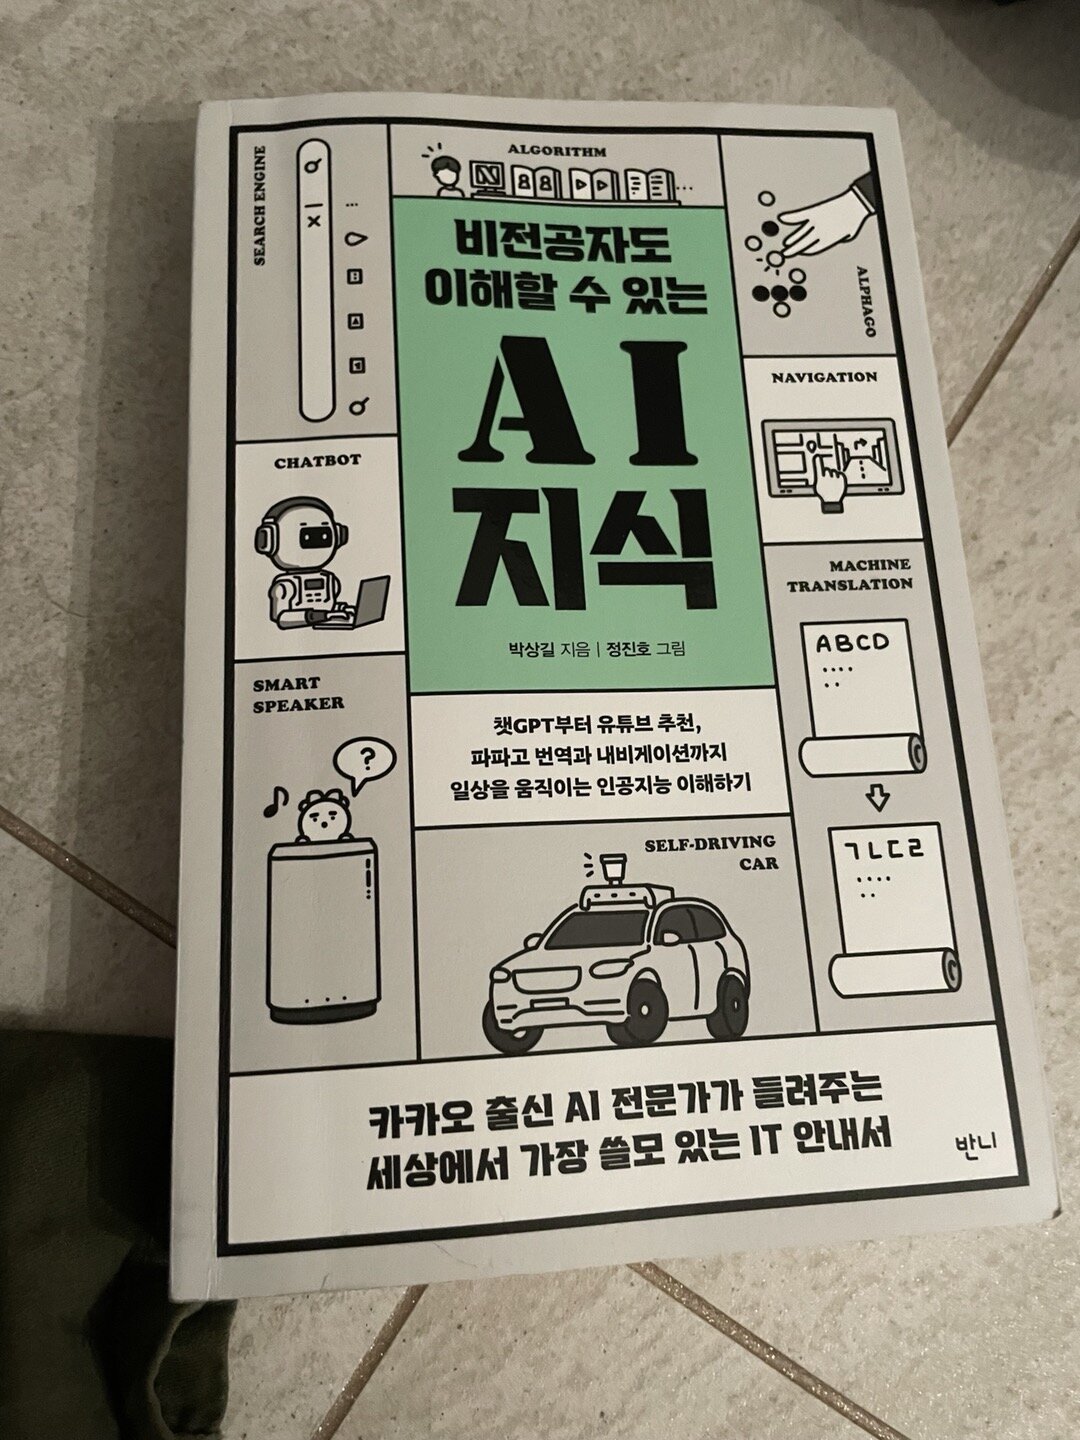 ALGORITHM
SEARCH ENGINE
비전공자도
이해할 수 있는
AI
지식
박상길 지음 | 정진호 그림
ALPHAGO
NAVIGATION
CHATBOT
MACHINE
TRANSLATION
ABCD
ㄱㄴㄷㄹ
SMART
SPEAKER
?
챗GPT부터 유튜브 추천,
파파고 번역과 내비게이션까지
일상을 움직이는 인공지능 이해하기
SELF-DRIVING
CAR
카카오 출신 AI 전문가가 들려주는
세상에서 가장 쓸모 있는 IT 안내서
반니